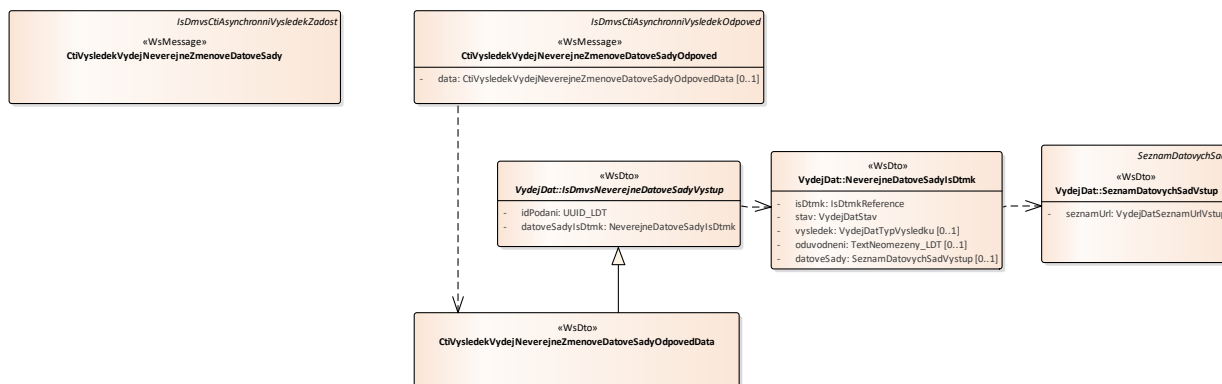 IsDmvsCtiAsynchronniVysledekZadost
«WsMessage»
CtiVysledekVydejNeverejneZmenoveDatoveSady
IsDmvsCtiAsynchronniVysledekOdpoved
«WsMessage»
CtiVysledekVydejNeverejneZmenoveDatoveSadyOdpoved
- data: CtiVysledekVydejNeverejneZmenoveDatoveSadyOdpovedData [0..1]
«WsDto»
VydejDat::IsDmvsNeverejneDatoveSadyVystup
- idPodani: UUID_LDT
- datoveSadyIsDtmk: NeverejneDatoveSadyIsDtmk
«WsDto»
VydejDat::NeverejneDatoveSadyIsDtmk
- isDtmk: IsDtmkReference
- stav: VydejDatStav
- vysledek: VydejDatTypVysledku [0..1]
- oduvodneni: TextNeomezeny_LDT [0..1]
- datoveSady: SeznamDatovychSadVystup [0..1]
SeznamDatovychSad
«WsDto»
VydejDat::SeznamDatovychSadVstup
- seznamUrl: VydejDatSeznamUrlVstup
«WsDto»
CtiVysledekVydejNeverejneZmenoveDatoveSadyOdpovedData